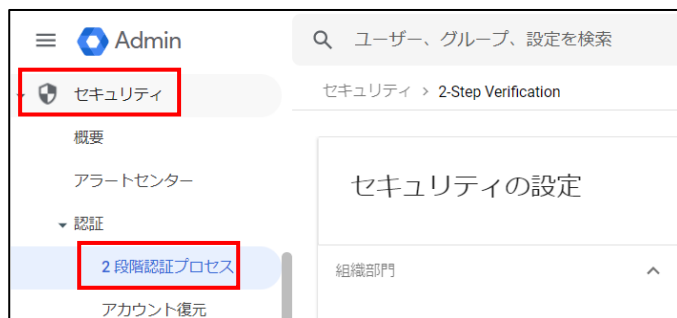 Admin
ユーザー、グループ、設定を検索
セキュリティ
概要
アラートセンター
認証
2 段階認証プロセス
アカウント復元
セキュリティ > 2-Step Verification
セキュリティの設定
組織部門